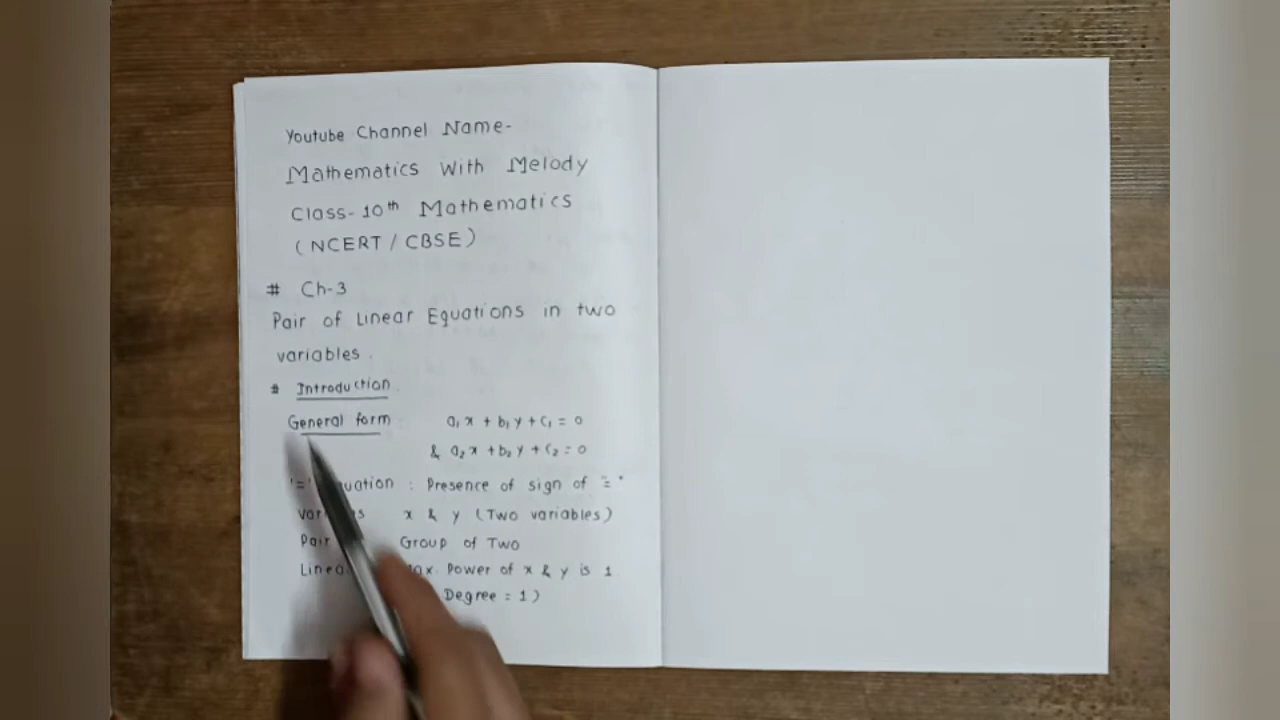 Youtube Channel Name-
Mathematics With Melody
Class-10th Mathematics
(NCERT / CBSE)
# Ch-3
Pair of Linear Equations in two
variables.
# Introduction.
General form a₁x + b₁y + c₁ = 0
& a₂x + b₂y + c₂ = 0
'=' : Presence of sign of "="
x & y (Two variables)
Pair Group of Two
Power of x & y is 1
Degree = 1)